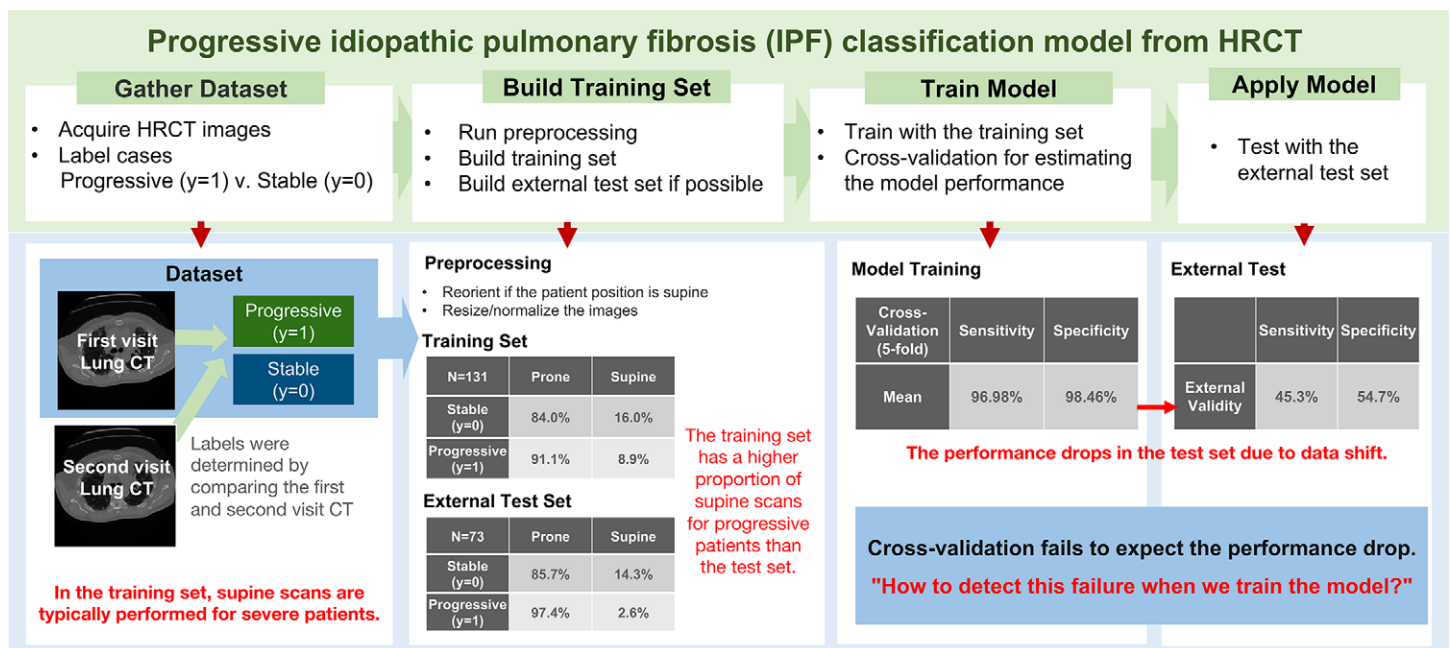 Progressive idiopathic pulmonary fibrosis (IPF) classification model from HRCT
Gather Dataset
• Acquire HRCT images
• Label cases
Progressive (y=1) v. Stable (y=0)
Build Training Set
• Run preprocessing
• Build training set
• Build external test set if possible
Train Model
• Train with the training set
• Cross-validation for estimating
the model performance
Apply Model
• Test with the
external test set
Dataset
First visit
Lung CT
Progressive
(y=1)
Stable
(y=0)
Second visit
Lung CT
Labels were
determined by
comparing the first
and second visit CT
In the training set, supine scans are
typically performed for severe patients.
Preprocessing
• Reorient if the patient position is supine
• Resize/normalize the images
Training Set
N=131 Prone Supine
Stable
(y=0) 84.0% 16.0%
Progressive
(y=1) 91.1% 8.9%
External Test Set
N=73 Prone Supine
Stable
(y=0) 85.7% 14.3%
Progressive
(y=1) 97.4% 2.6%
The training set
has a higher
proportion of
supine scans
for progressive
patients than
the test set.
Model Training
Cross-
Validation
(5-fold) Sensitivity Specificity
Mean 96.98% 98.46%
External Test
Sensitivity Specificity
External
Validity 45.3% 54.7%
The performance drops in the test set due to data shift.
Cross-validation fails to expect the performance drop.
"How to detect this failure when we train the model?"